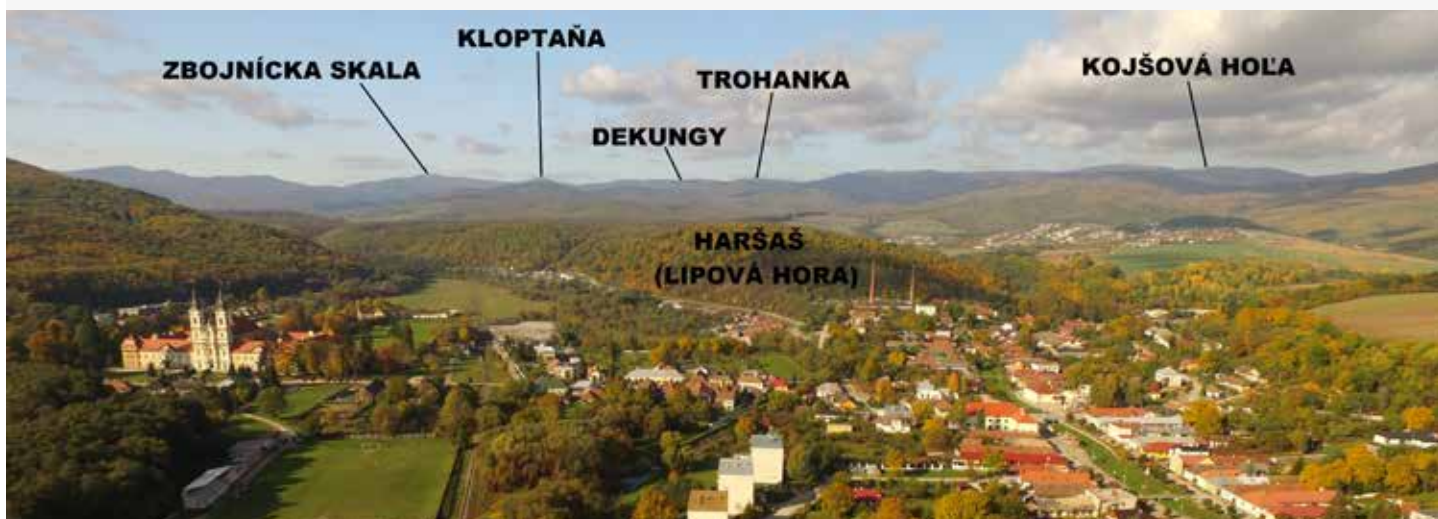 KLOPTAŇA
ZBOJNÍCKA SKALA
KOJŠOVÁ HOĽA
TROHANKA
DEKUNGY
HARŠAŠ
(LIPOVÁ HORA)